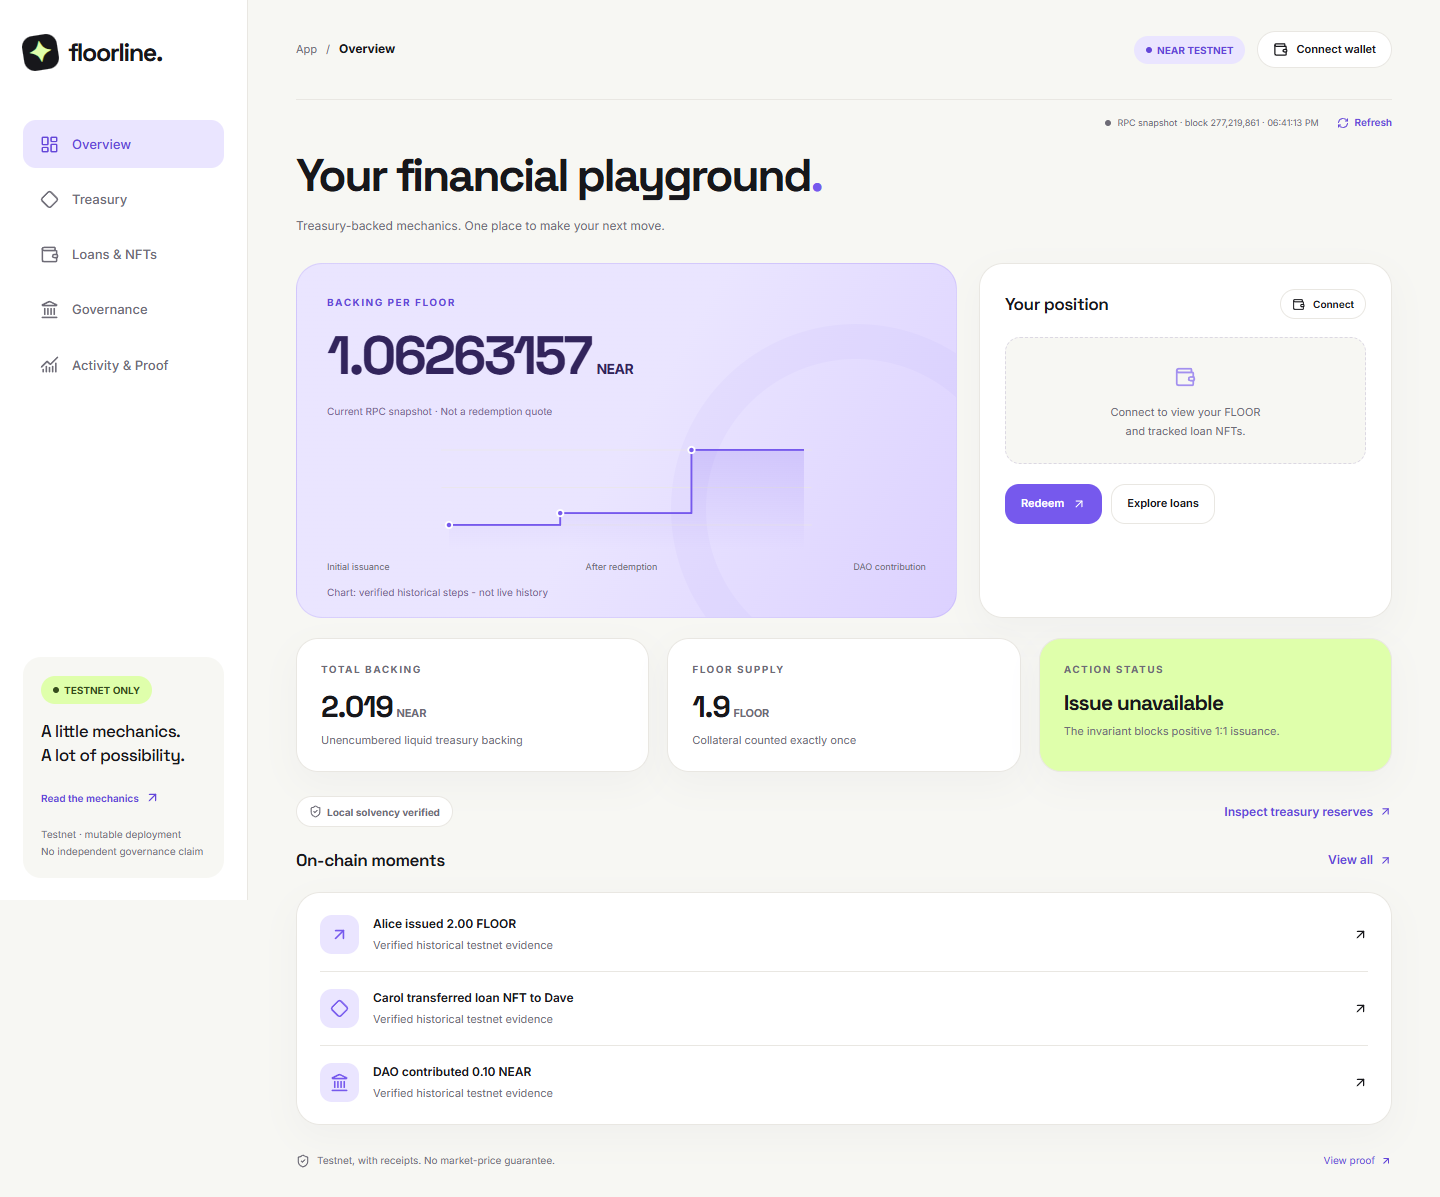 floorline.
Overview
Treasury
Loans & NFTs
Governance
Activity & Proof
TESTNET ONLY
A little mechanics.
A lot of possibility.
Read the mechanics
Testnet · mutable deployment
No independent governance claim
App / Overview
NEAR TESTNET
Connect wallet
RPC snapshot · block 277,219,861 · 06:41:13 PM
Refresh
Your financial playground.
Treasury-backed mechanics. One place to make your next move.
BACKING PER FLOOR
1.06263157 NEAR
Current RPC snapshot · Not a redemption quote
Initial issuance
After redemption
DAO contribution
Chart: verified historical steps - not live history
Your position
Connect
Connect to view your FLOOR
and tracked loan NFTs.
Redeem
Explore loans
TOTAL BACKING
2.019 NEAR
Unencumbered liquid treasury backing
FLOOR SUPPLY
1.9 FLOOR
Collateral counted exactly once
ACTION STATUS
Issue unavailable
The invariant blocks positive 1:1 issuance.
Local solvency verified
Inspect treasury reserves
On-chain moments
View all
Alice issued 2.00 FLOOR
Verified historical testnet evidence
Carol transferred loan NFT to Dave
Verified historical testnet evidence
DAO contributed 0.10 NEAR
Verified historical testnet evidence
Testnet, with receipts. No market-price guarantee.
View proof